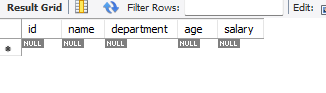 Result Grid Filter Rows: Edit:
id name department age salary
NULL NULL NULL NULL NULL